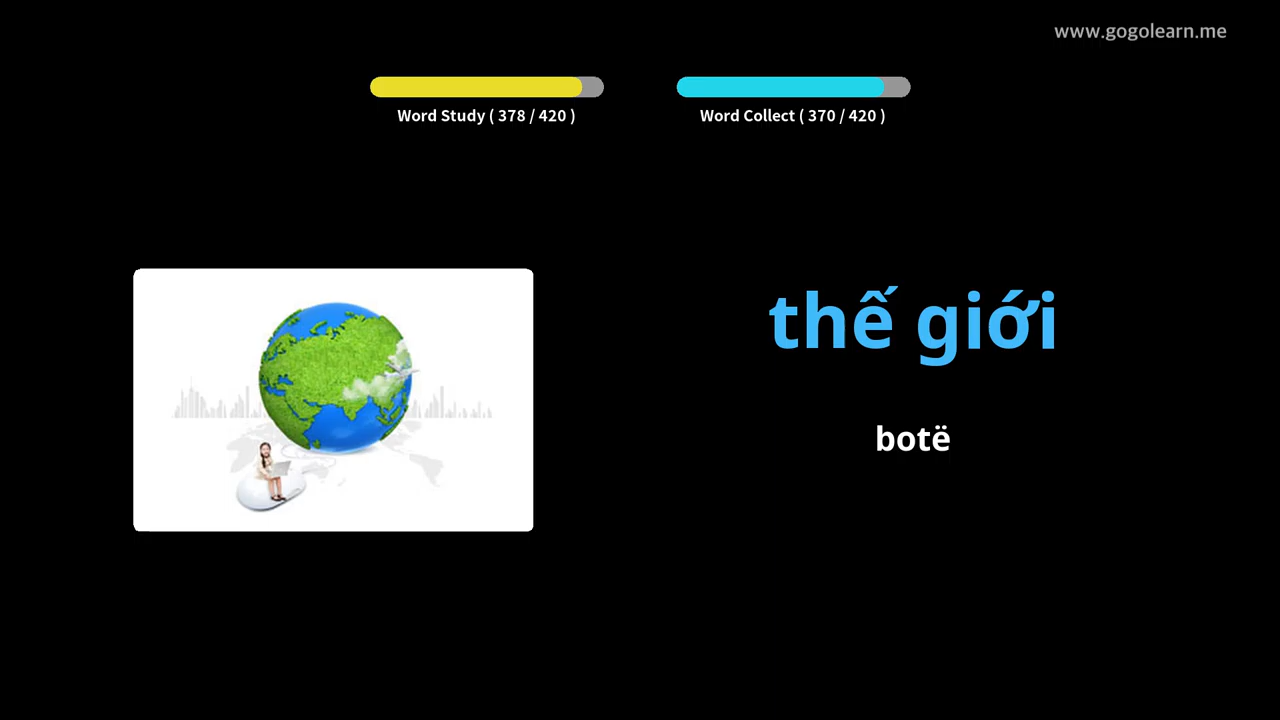 www.gogolearn.me
Word Study ( 378 / 420 )
Word Collect ( 370 / 420 )
thế giới
botë